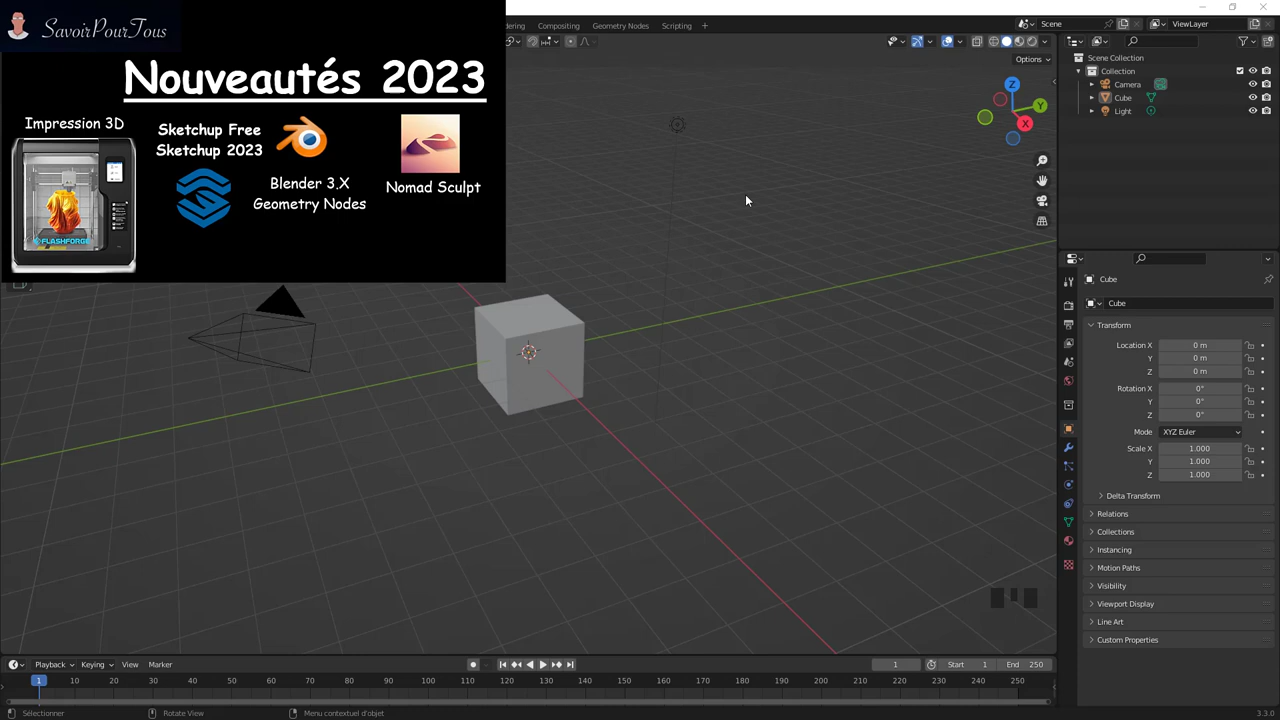 SavoirPourTous
Nouveautés 2023
Impression 3D
Sketchup Free
Sketchup 2023
Blender 3.X
Geometry Nodes
Nomad Sculpt
FLASHFORGE
Compositing
Geometry Nodes
Scripting
+
Scene
ViewLayer
Options
Z
Y
X
Scene Collection
Collection
Camera
Cube
Light
Cube
Cube
Transform
Location X 0 m
Y 0 m
Z 0 m
Rotation X 0°
Y 0°
Z 0°
Mode XYZ Euler
Scale X 1.000
Y 1.000
Z 1.000
Delta Transform
Relations
Collections
Instancing
Motion Paths
Visibility
Viewport Display
Line Art
Custom Properties
Playback Keying View Marker
1 Start 1 End 250
1 10 20 30 40 50 60 70 80 90 100 110 120 130 140 150 160 170 180 190 200 210 220 230 240 250
Sélectionner Rotate View Menu contextuel d'objet 3.3.0